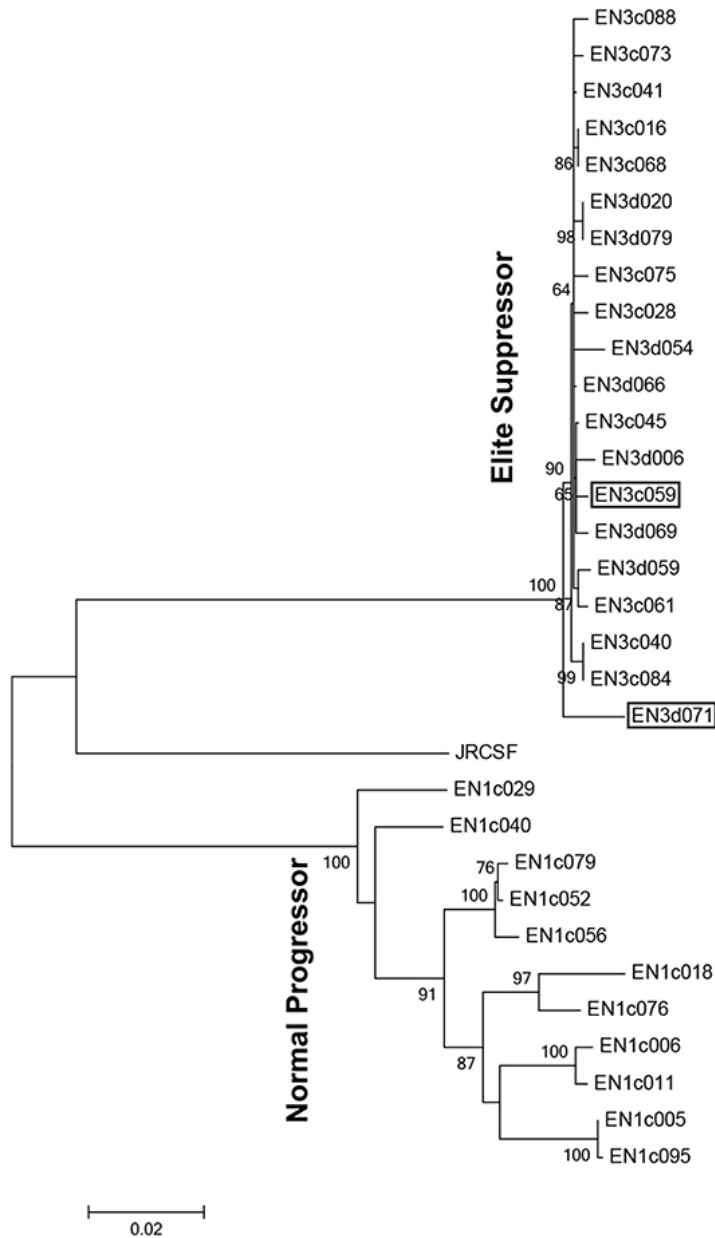 EN3c088
EN3c073
EN3c041
EN3c016
86
EN3c068
EN3d020
98
EN3d079
EN3c075
64
EN3c028
EN3d054
EN3d066
EN3c045
EN3d006
90
65
EN3c059
EN3d069
EN3d059
100
87
EN3c061
EN3c040
99
EN3c084
EN3d071
Elite Suppressor
JRCSF
EN1c029
EN1c040
100
EN1c079
76
100
EN1c052
EN1c056
91
EN1c018
97
EN1c076
87
EN1c006
100
EN1c011
EN1c005
100
EN1c095
Normal Progressor
0.02